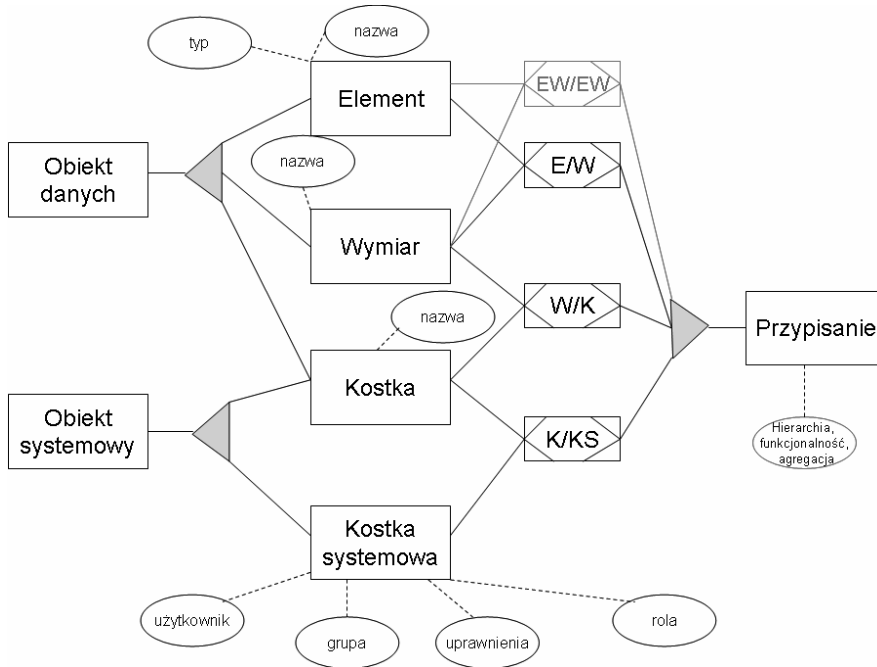 typ
nazwa
Element
EW/EW
Obiekt
danych
nazwa
E/W
Wymiar
W/K
nazwa
Przypisanie
Kostka
Obiekt
systemowy
K/KS
Hierarchia,
funkcjonalność,
agregacja
Kostka
systemowa
użytkownik
grupa
uprawnienia
rola